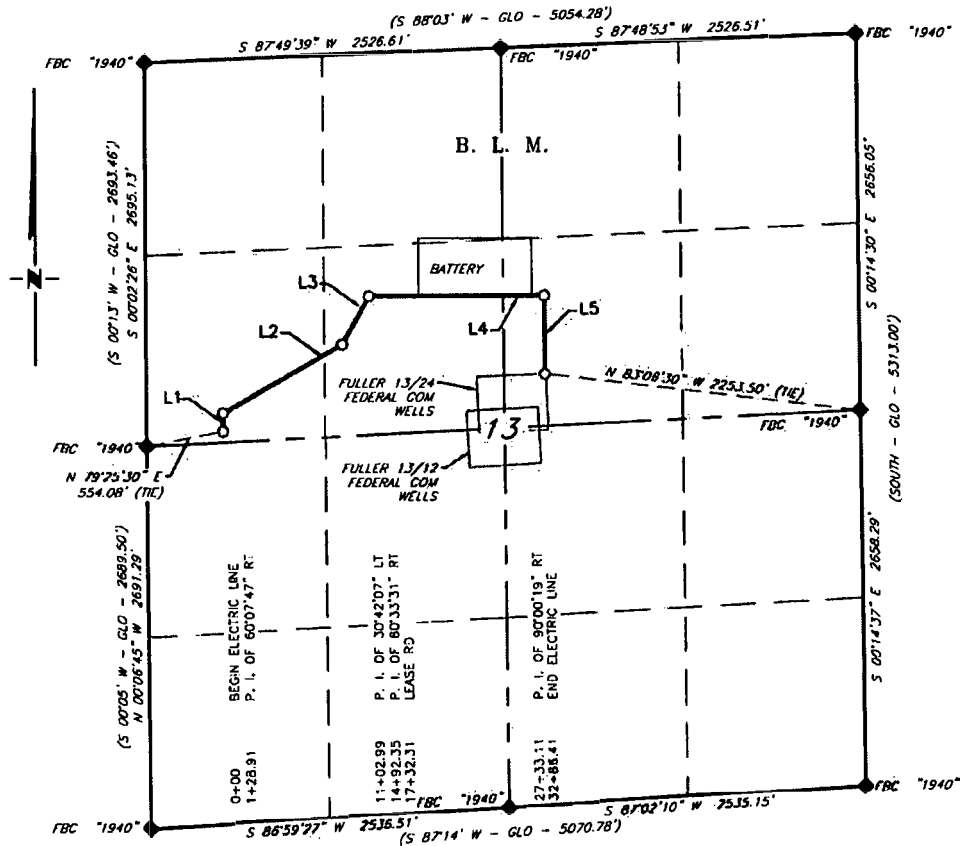 (S 88°03' W - GLO - 5054.28')
S 87°49'39" W 2526.61'
S 87°48'53" W 2526.51'
FBC "1940"
FBC "1940"
FBC "1940"
B. L. M.
(S 00°13' W - GLO - 2693.46')
S 00°02'26" E 2695.13'
S 00°14'30" E 2656.05'
(SOUTH - GLO - 5313.00')
N
BATTERY
L3
L4
L5
L2
L1
FULLER 13/24
FEDERAL COM
WELLS
N 83°08'30" W 2253.50' (TIE)
FBC "1940"
FBC "1940"
13
FULLER 13/12
FEDERAL COM
WELLS
N 79°25'30" E
554.08' (TIE)
(S 00°05' W - GLO - 2689.50')
N 00°06'45" W 2691.29'
S 00°14'37" E 2658.29'
0+00 BEGIN ELECTRIC LINE
1+28.91 P. I. OF 60°07'47" RT
11+02.99 P. I. OF 30°42'07" LT
14+92.35 P. I. OF 60°33'31" RT
17+32.31 LEASE RD
27+33.11 P. I. OF 90°00'19" RT
32+86.41 END ELECTRIC LINE
FBC "1940"
FBC "1940"
FBC "1940"
S 86°59'27" W 2536.51'
S 87°02'10" W 2535.15'
(S 87°14' W - GLO - 5070.78')